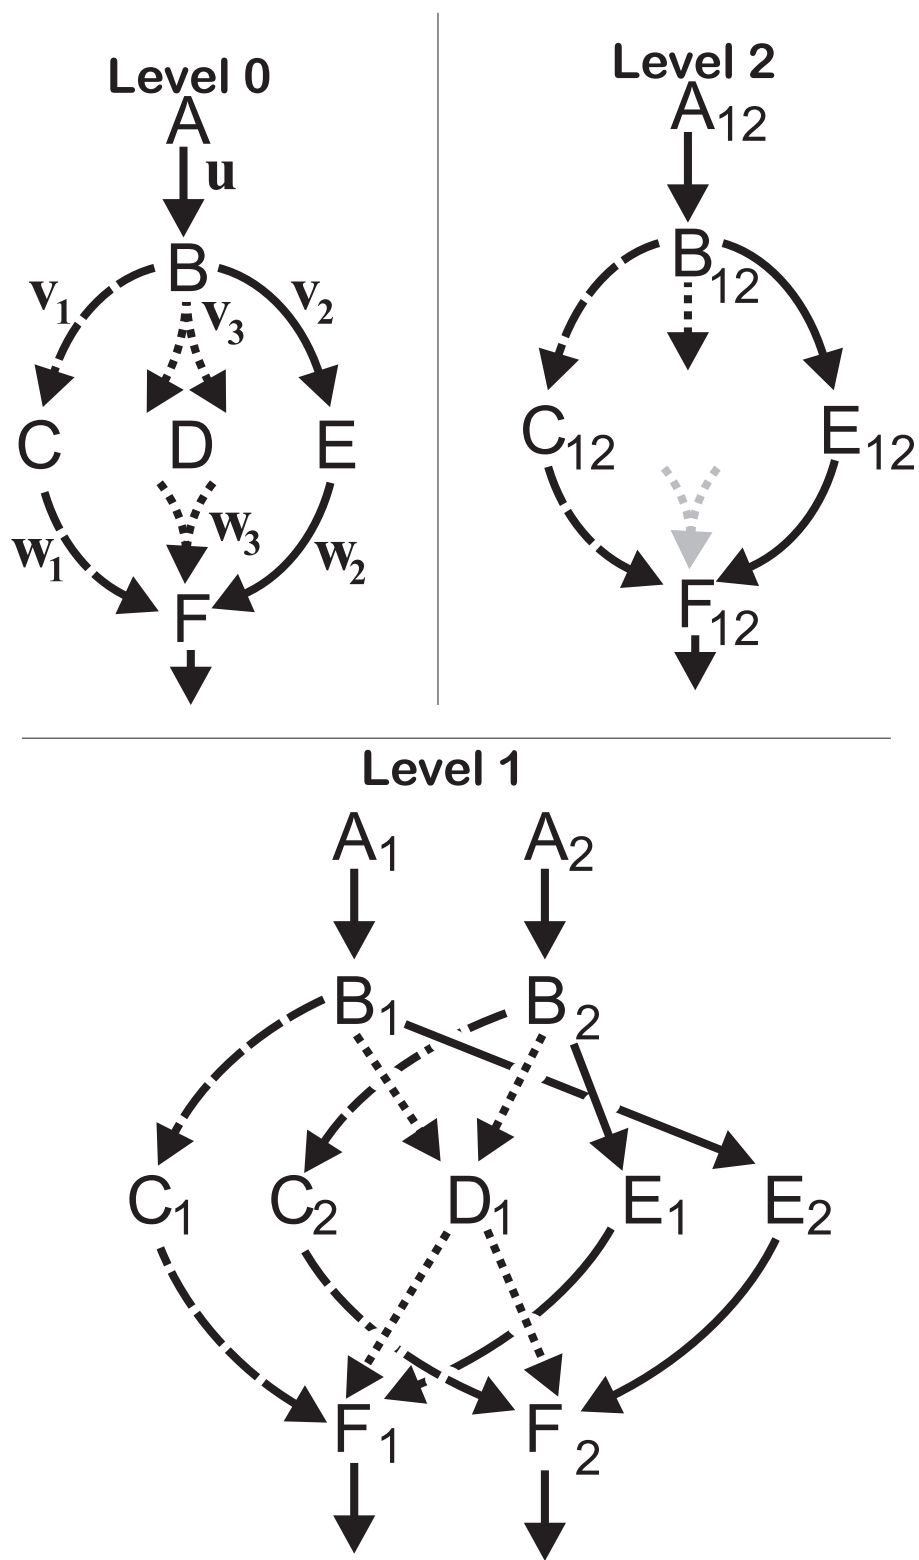 Level 0
A
u
B
v1 v3 v2
C D E
w1 w3 w2
F
Level 2
A12
B12
C12 E12
F12
Level 1
A1 A2
B1 B2
C1 C2 D1 E1 E2
F1 F2